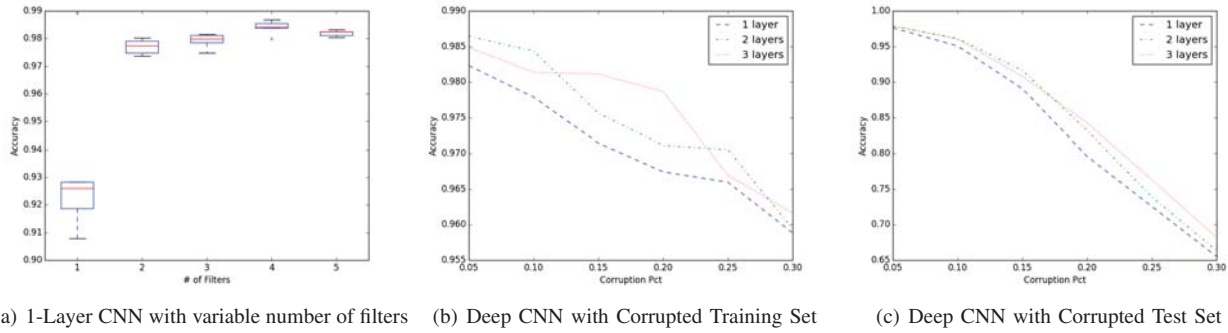 0.99
0.98
0.97
0.96
0.95
0.94
0.93
0.92
0.91
0.90
Accuracy
1 2 3 4 5
# of Filters
0.990
0.985
0.980
0.975
0.970
0.965
0.960
0.955
Accuracy
1 layer
2 layers
3 layers
0.05 0.10 0.15 0.20 0.25 0.30
Corruption Pct
1.00
0.95
0.90
0.85
0.80
0.75
0.70
0.65
Accuracy
1 layer
2 layers
3 layers
0.05 0.10 0.15 0.20 0.25 0.30
Corruption Pct
a) 1-Layer CNN with variable number of filters
(b) Deep CNN with Corrupted Training Set
(c) Deep CNN with Corrupted Test Set